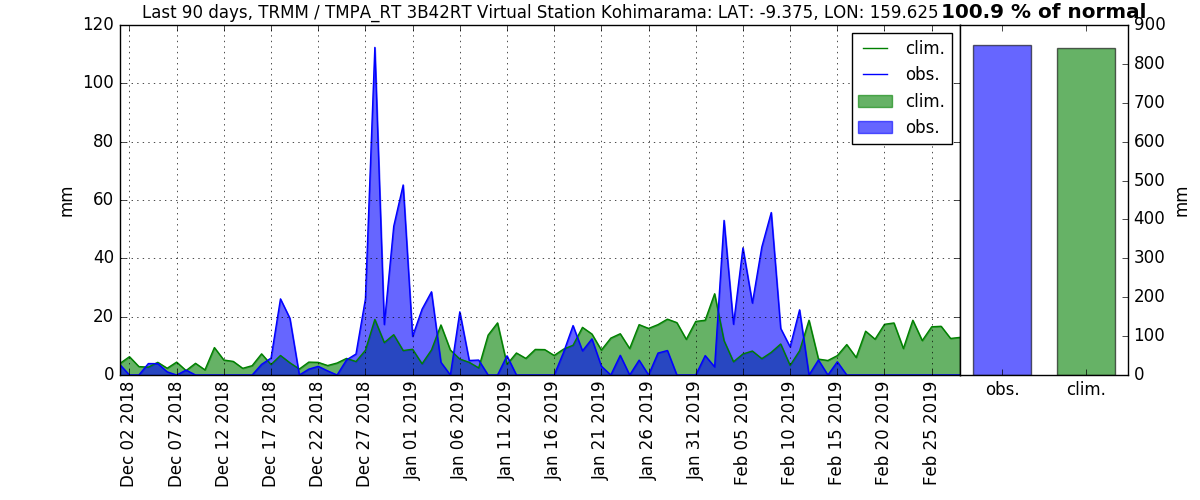 Last 90 days, TRMM / TMPA_RT 3B42RT Virtual Station Kohimarama: LAT: -9.375, LON: 159.625
100.9 % of normal
120
100
80
60
40
20
0
mm
clim.
obs.
clim.
obs.
900
800
700
600
500
400
300
200
100
0
mm
Dec 02 2018
Dec 07 2018
Dec 12 2018
Dec 17 2018
Dec 22 2018
Dec 27 2018
Jan 01 2019
Jan 06 2019
Jan 11 2019
Jan 16 2019
Jan 21 2019
Jan 26 2019
Jan 31 2019
Feb 05 2019
Feb 10 2019
Feb 15 2019
Feb 20 2019
Feb 25 2019
obs.
clim.